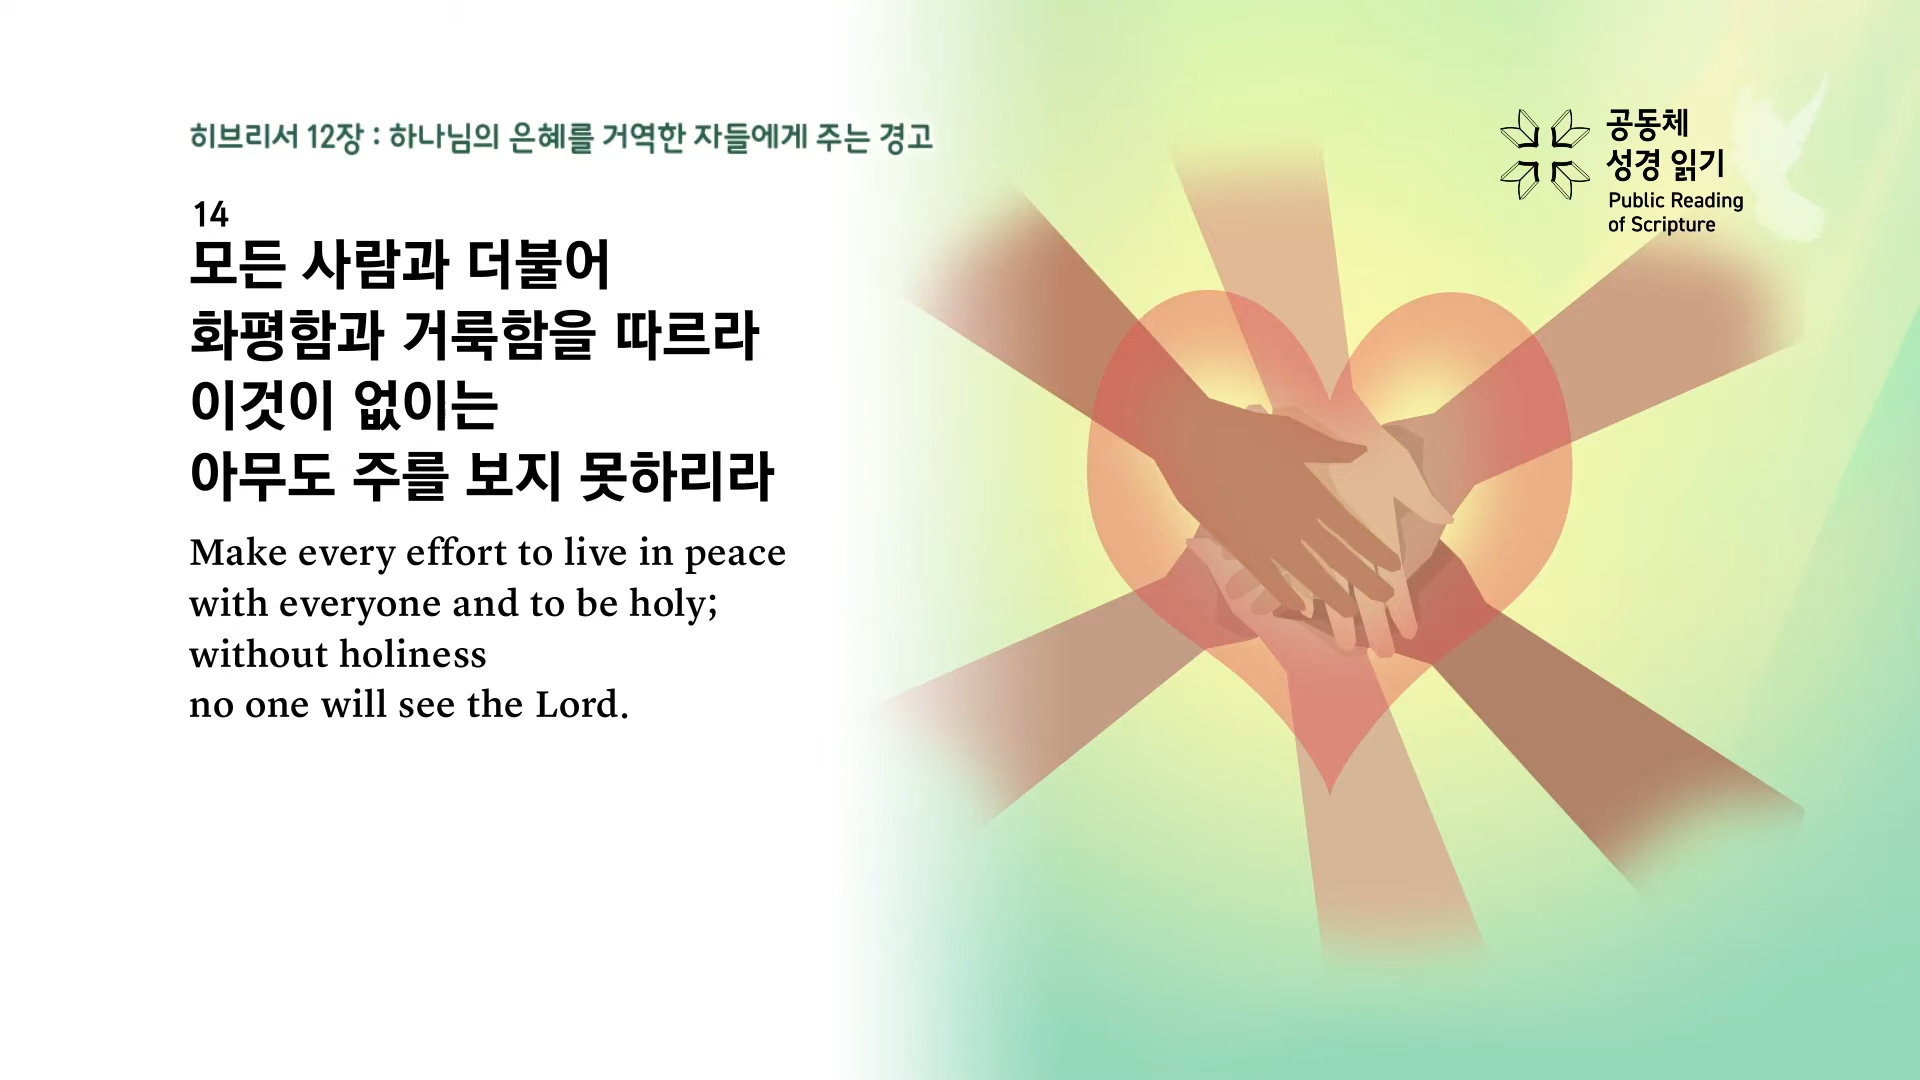 히브리서 12장 : 하나님의 은혜를 거역한 자들에게 주는 경고
14
모든 사람과 더불어
화평함과 거룩함을 따르라
이것이 없이는
아무도 주를 보지 못하리라
Make every effort to live in peace
with everyone and to be holy;
without holiness
no one will see the Lord.
공동체
성경 읽기
Public Reading
of Scripture